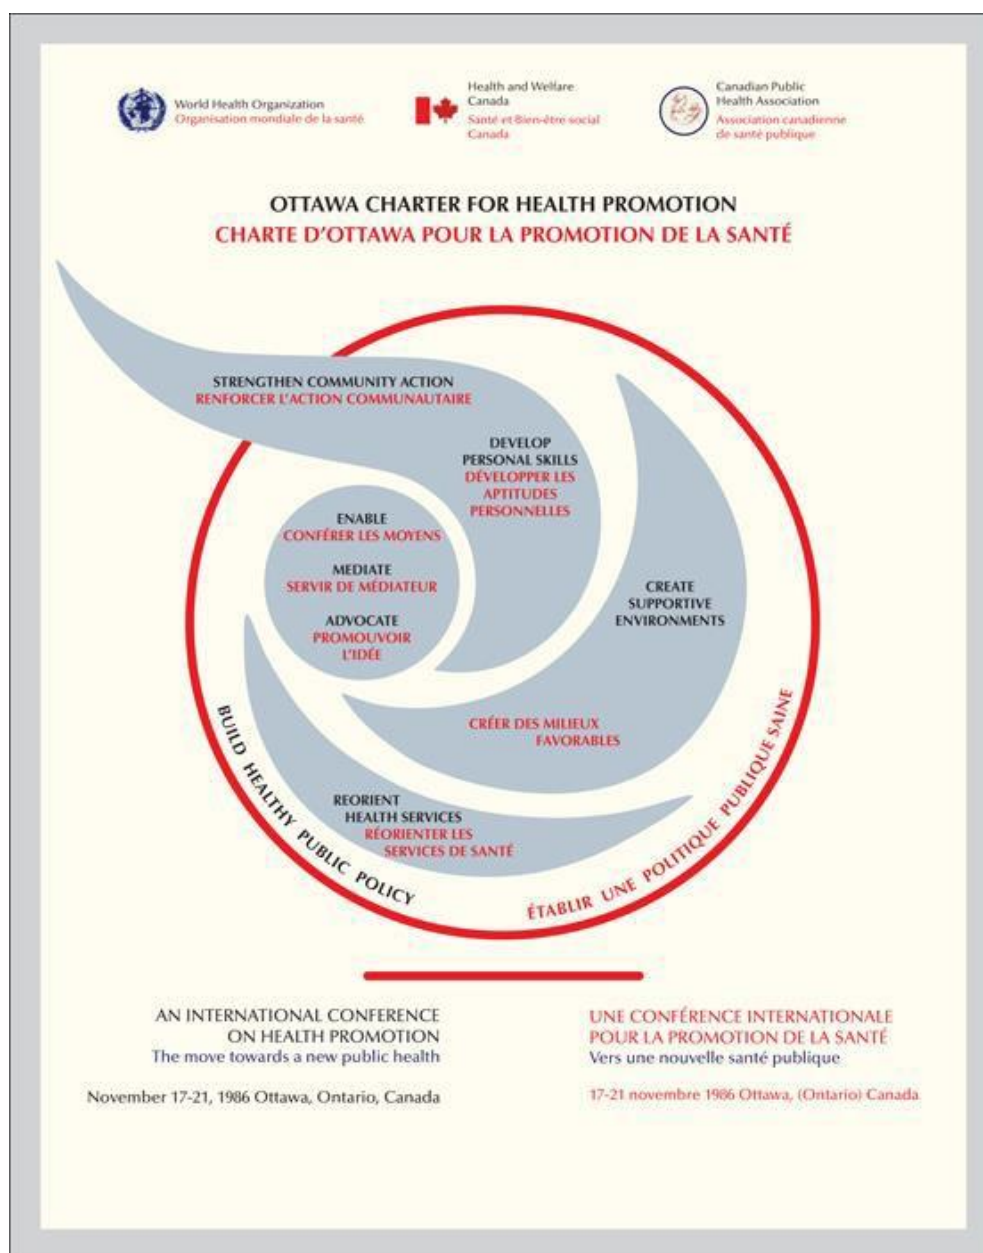 World Health Organization
Organisation mondiale de la santé
Health and Welfare
Canada
Santé et Bien-être social
Canada
Canadian Public
Health Association
Association canadienne
de santé publique
OTTAWA CHARTER FOR HEALTH PROMOTION
CHARTE D'OTTAWA POUR LA PROMOTION DE LA SANTÉ
STRENGTHEN COMMUNITY ACTION
RENFORCER L'ACTION COMMUNAUTAIRE
DEVELOP
PERSONAL SKILLS
DÉVELOPPER LES
APTITUDES
PERSONNELLES
ENABLE
CONFÉRER LES MOYENS
MEDIATE
SERVIR DE MÉDIATEUR
ADVOCATE
PROMOUVOIR
L'IDÉE
CREATE
SUPPORTIVE
ENVIRONMENTS
CRÉER DES MILIEUX
FAVORABLES
REORIENT
HEALTH SERVICES
RÉORIENTER LES
SERVICES DE SANTÉ
BUILD HEALTHY PUBLIC POLICY
ÉTABLIR UNE POLITIQUE PUBLIQUE SAINE
AN INTERNATIONAL CONFERENCE
ON HEALTH PROMOTION
The move towards a new public health
November 17-21, 1986 Ottawa, Ontario, Canada
UNE CONFÉRENCE INTERNATIONALE
POUR LA PROMOTION DE LA SANTÉ
Vers une nouvelle santé publique
17-21 novembre 1986 Ottawa, (Ontario) Canada